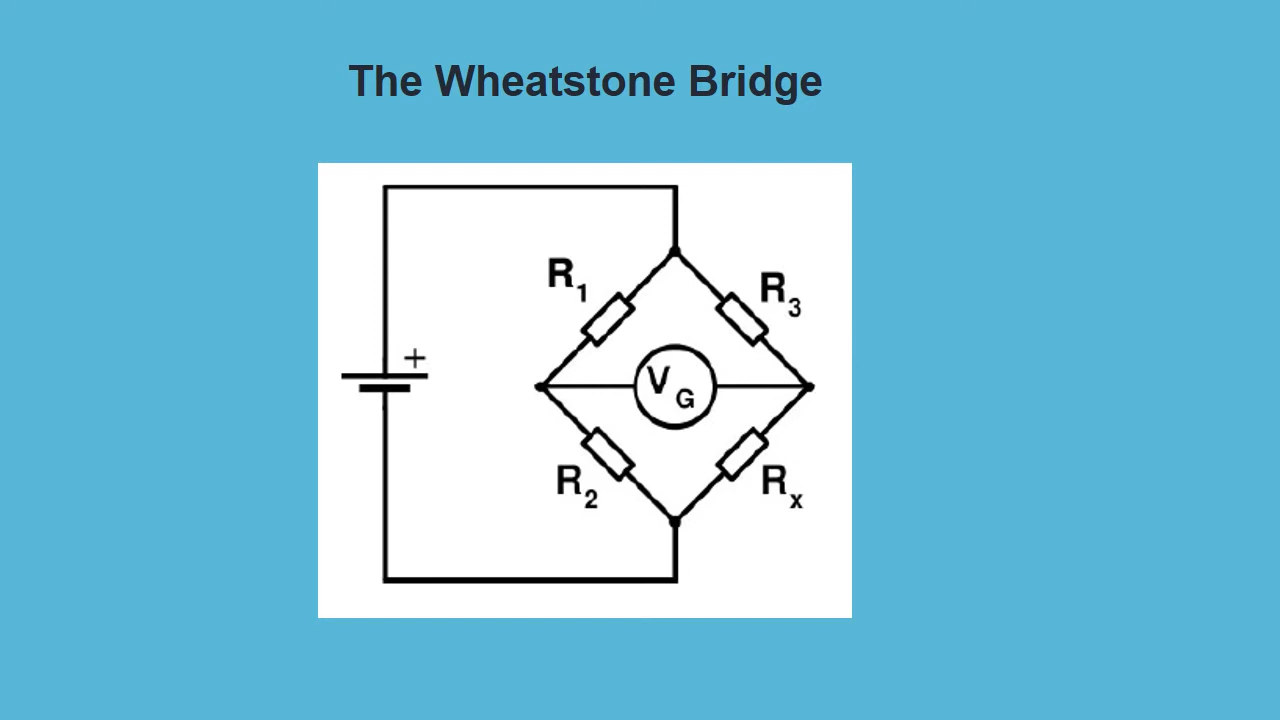 The Wheatstone Bridge
R1
R3
+
VG
R2
Rx